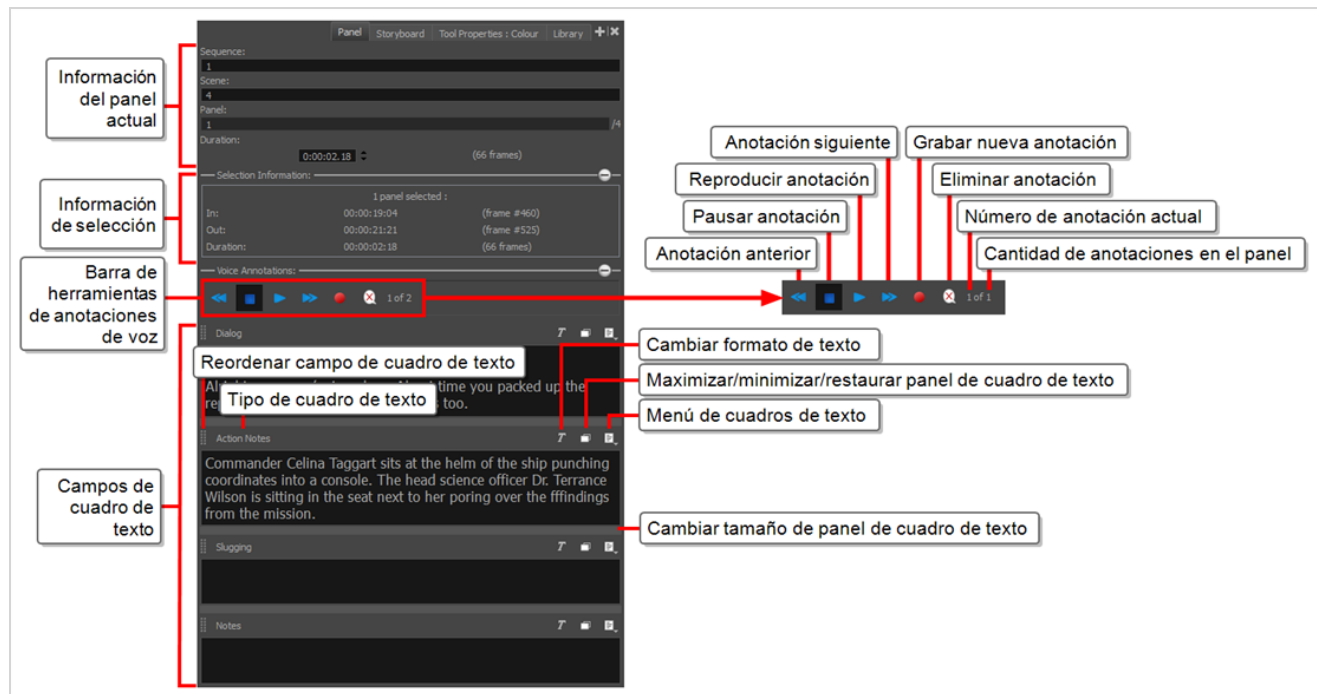 Panel
Storyboard
Tool Properties : Colour
Library
Sequence:
1
Scene:
4
Panel:
1
/4
Duration:
0:00:02.18
(66 frames)
Selection Information:
1 panel selected :
In:
00:00:19:04
(frame #460)
Out:
00:00:21:21
(frame #525)
Duration:
00:00:02:18
(66 frames)
Voice Annotations:
1 of 2
Dialog
time you packed up the
too.
Action Notes
Commander Celina Taggart sits at the helm of the ship punching
coordinates into a console. The head science officer Dr. Terrance
Wilson is sitting in the seat next to her poring over the fffindings
from the mission.
Slugging
Notes
Información
del panel
actual
Información
de selección
Barra de
herramientas
de anotaciones
de voz
Campos de
cuadro de
texto
Reordenar campo de cuadro de texto
Tipo de cuadro de texto
Anotación siguiente
Grabar nueva anotación
Reproducir anotación
Eliminar anotación
Pausar anotación
Número de anotación actual
Anotación anterior
Cantidad de anotaciones en el panel
1 of 1
Cambiar formato de texto
Maximizar/minimizar/restaurar panel de cuadro de texto
Menú de cuadros de texto
Cambiar tamaño de panel de cuadro de texto